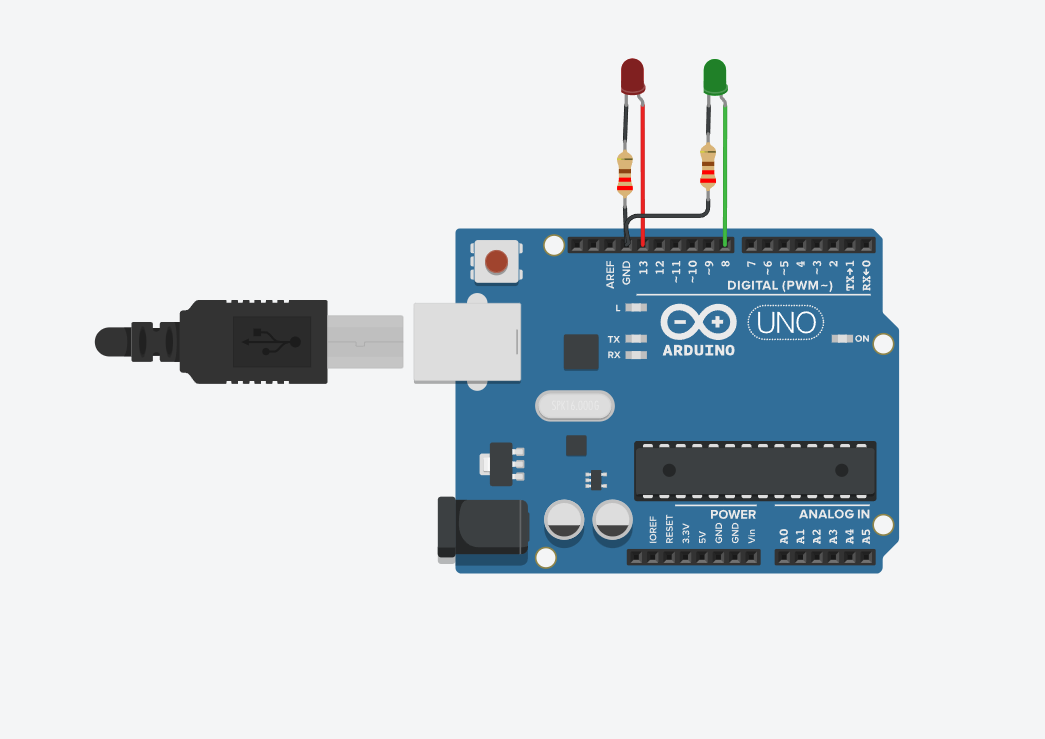 AREF
GND
13
12
~11
~10
~9
8
7
~6
~5
4
~3
2
TX→1
RX←0
DIGITAL (PWM~)
L
TX
RX
ARDUINO
UNO
ON
POWER
ANALOG IN
IOREF
RESET
3.3V
5V
GND
GND
Vin
A0
A1
A2
A3
A4
A5